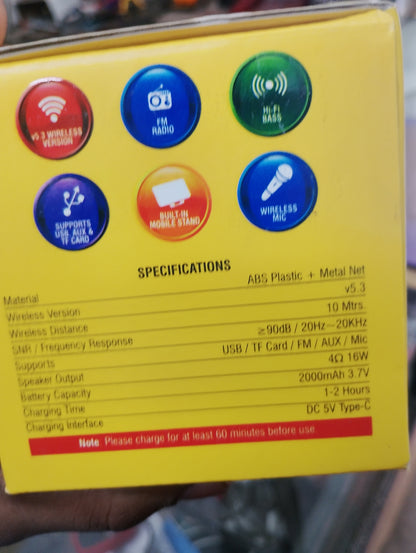 v5.3 WIRELESS
VERSION
FM
RADIO
Hi-Fi
BASS
SUPPORTS
USB, AUX &
TF CARD
BUILT-IN
MOBILE STAND
WIRELESS
MIC
SPECIFICATIONS
Material ABS Plastic + Metal Net
Wireless Version v5.3
Wireless Distance 10 Mtrs.
SNR / Frequency Response ≥90dB / 20Hz~20KHz
Supports USB / TF Card / FM / AUX / Mic
Speaker Output 4Ω 16W
Battery Capacity 2000mAh 3.7V
Charging Time 1-2 Hours
Charging Interface DC 5V Type-C
Note Please charge for at least 60 minutes before use